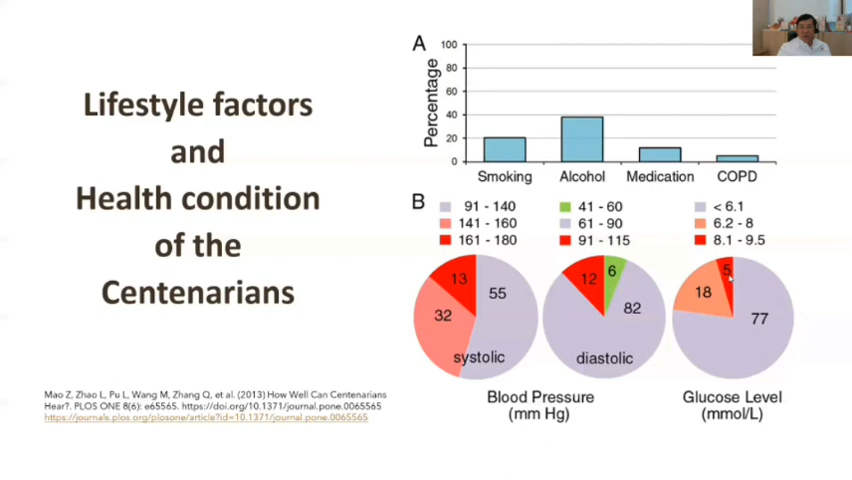 Lifestyle factors
and
Health condition
of the
Centenarians
Mao Z, Zhao L, Pu L, Wang M, Zhang Q, et al. (2013) How Well Can Centenarians
Hear?. PLOS ONE 8(6): e65565. https://doi.org/10.1371/journal.pone.0065565
https://journals.plos.org/plosone/article?id=10.1371/journal.pone.0065565
A
Percentage
100
80
60
40
20
0
Smoking Alcohol Medication COPD
B
91 - 140 41 - 60 < 6.1
141 - 160 61 - 90 6.2 - 8
161 - 180 91 - 115 8.1 - 9.5
13 55 32 systolic
12 6 82 diastolic
5 18 77
Blood Pressure
(mm Hg)
Glucose Level
(mmol/L)